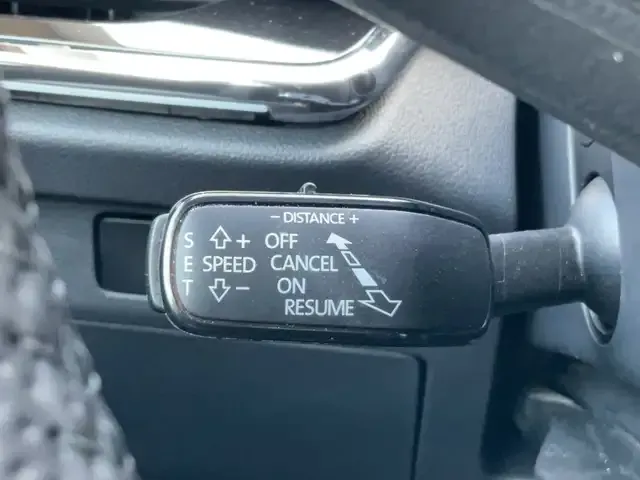 − DISTANCE +
S + OFF
E SPEED CANCEL
T − ON
RESUME